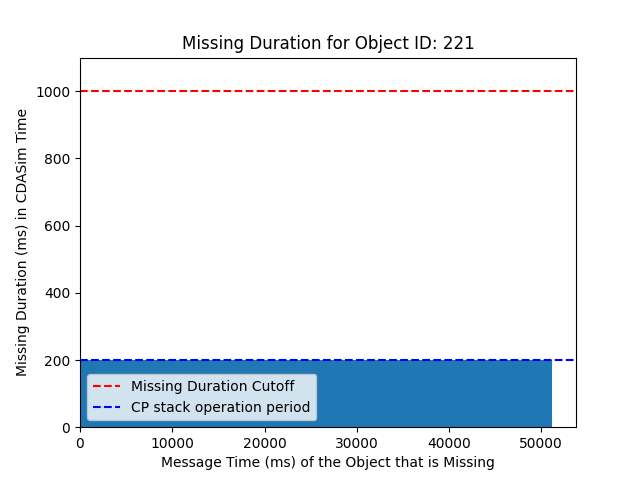 Missing Duration for Object ID: 221
Missing Duration (ms) in CDASim Time
1000
800
600
400
200
0
Missing Duration Cutoff
CP stack operation period
0 10000 20000 30000 40000 50000
Message Time (ms) of the Object that is Missing